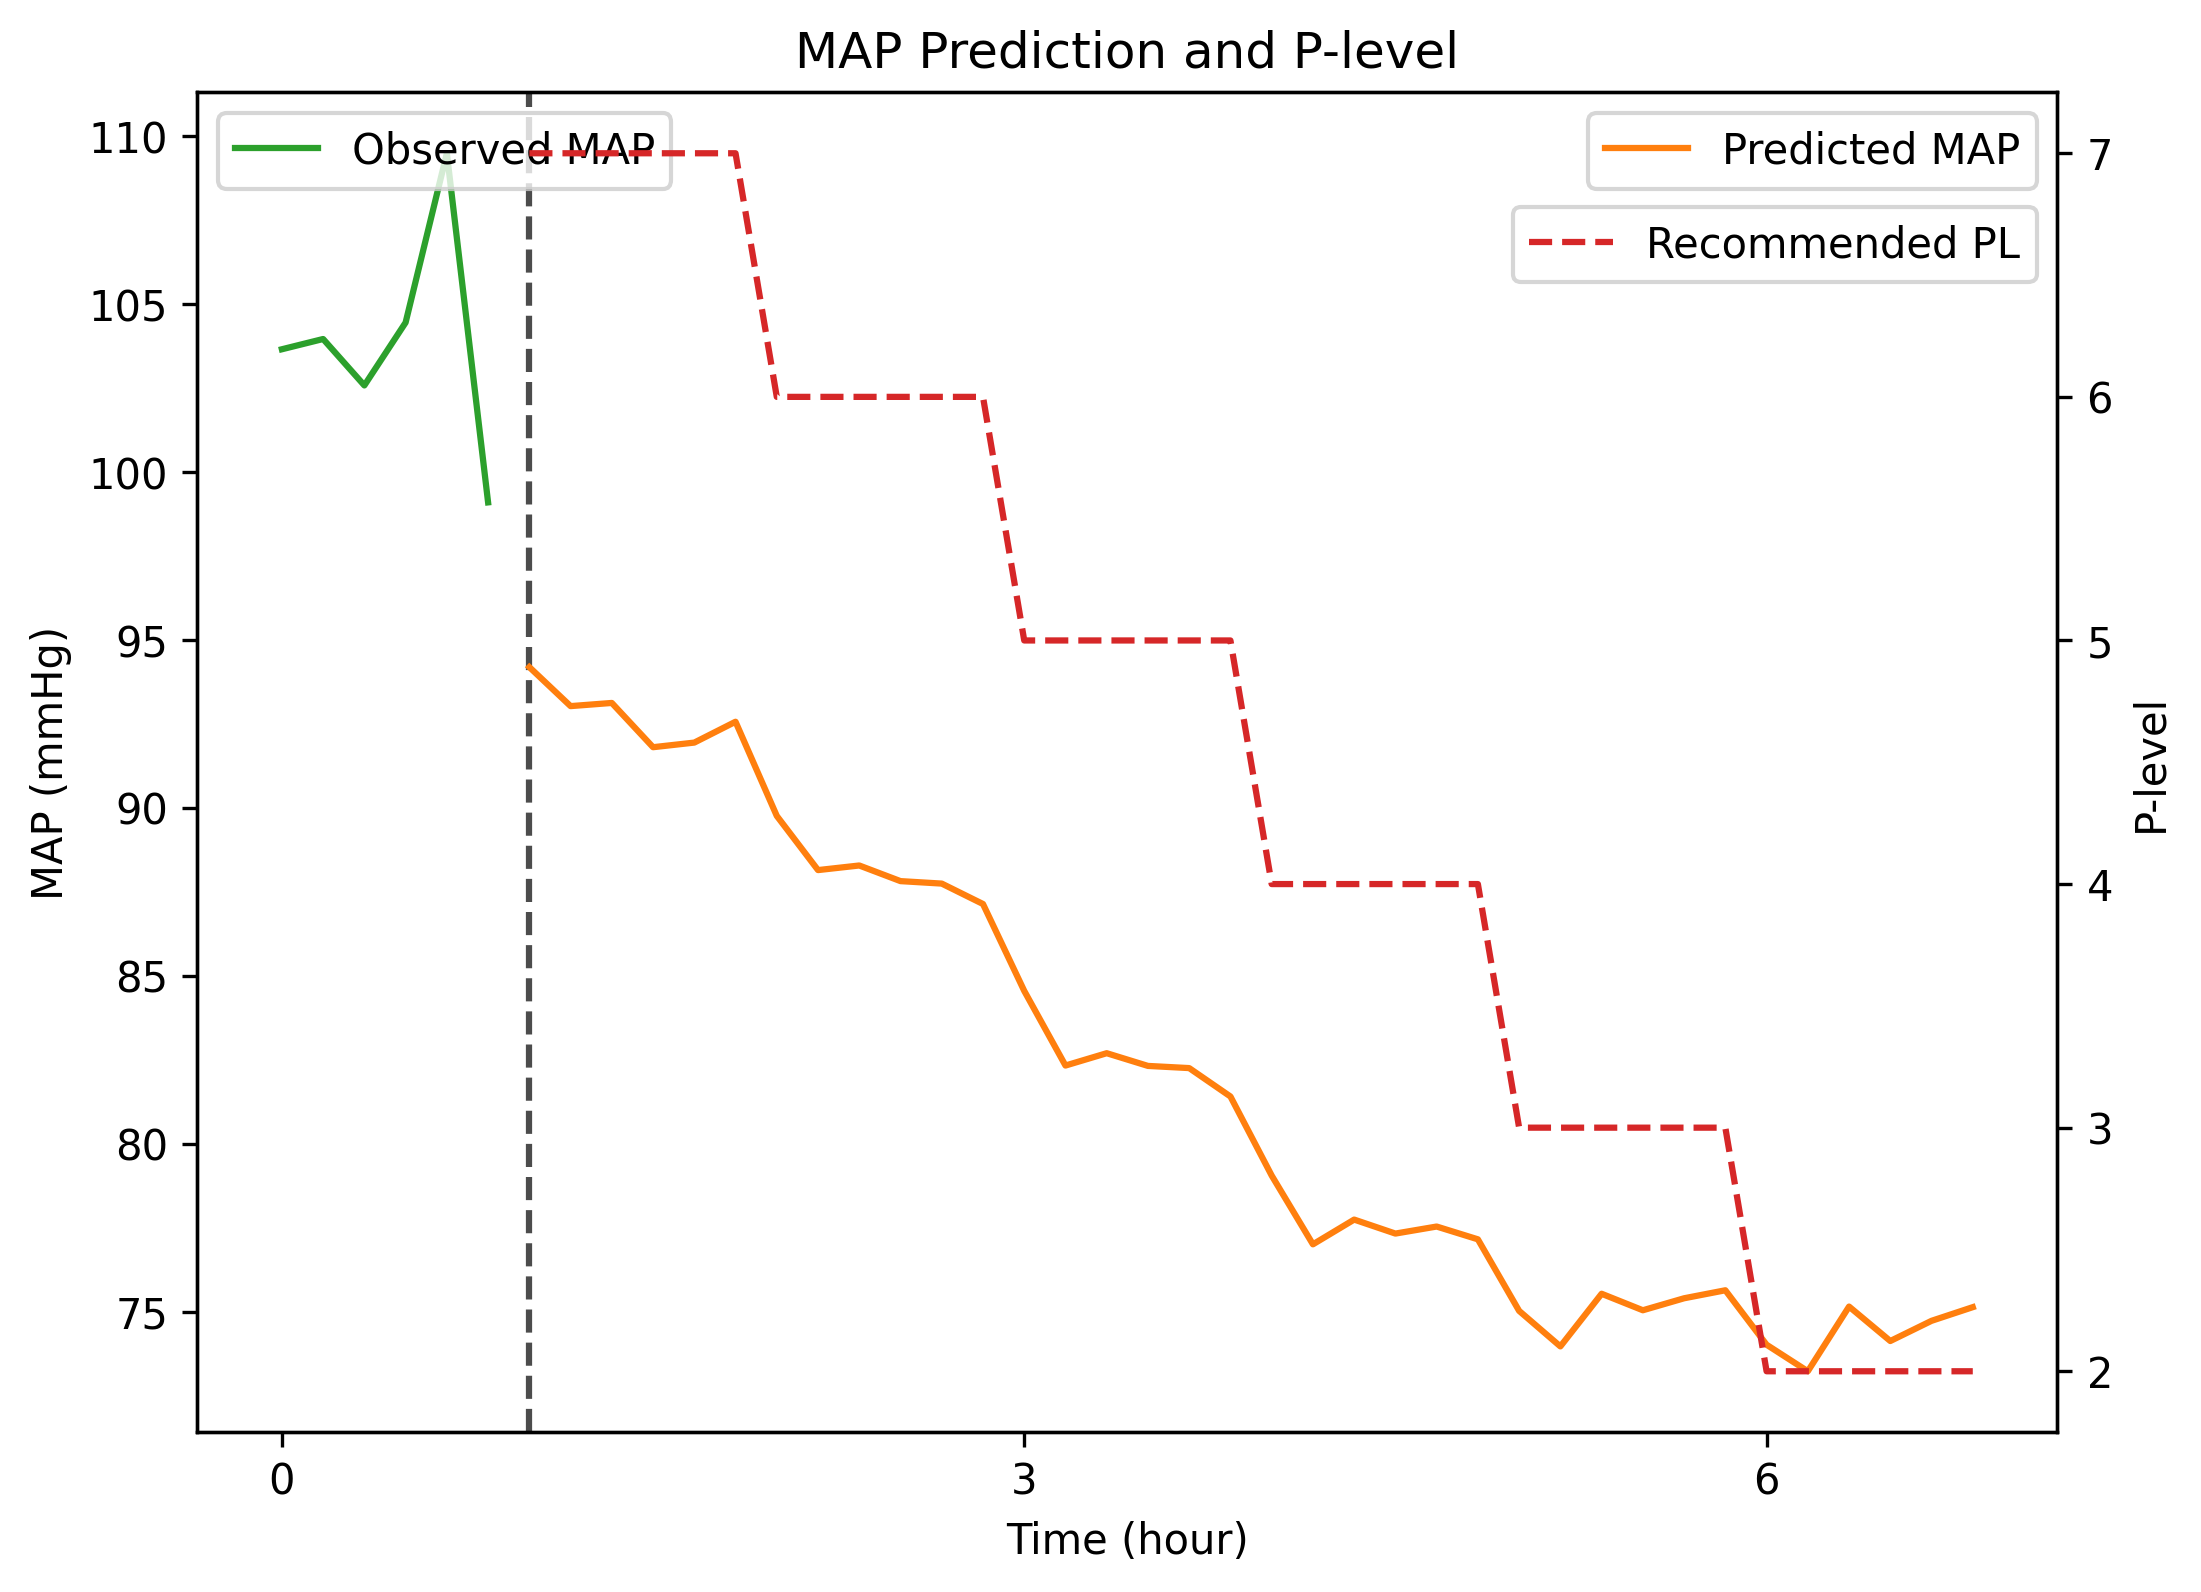 MAP Prediction and P-level
Observed MAP
Predicted MAP
Recommended PL
110
105
100
95
90
85
80
75
MAP (mmHg)
7
6
5
4
3
2
P-level
0 3 6
Time (hour)